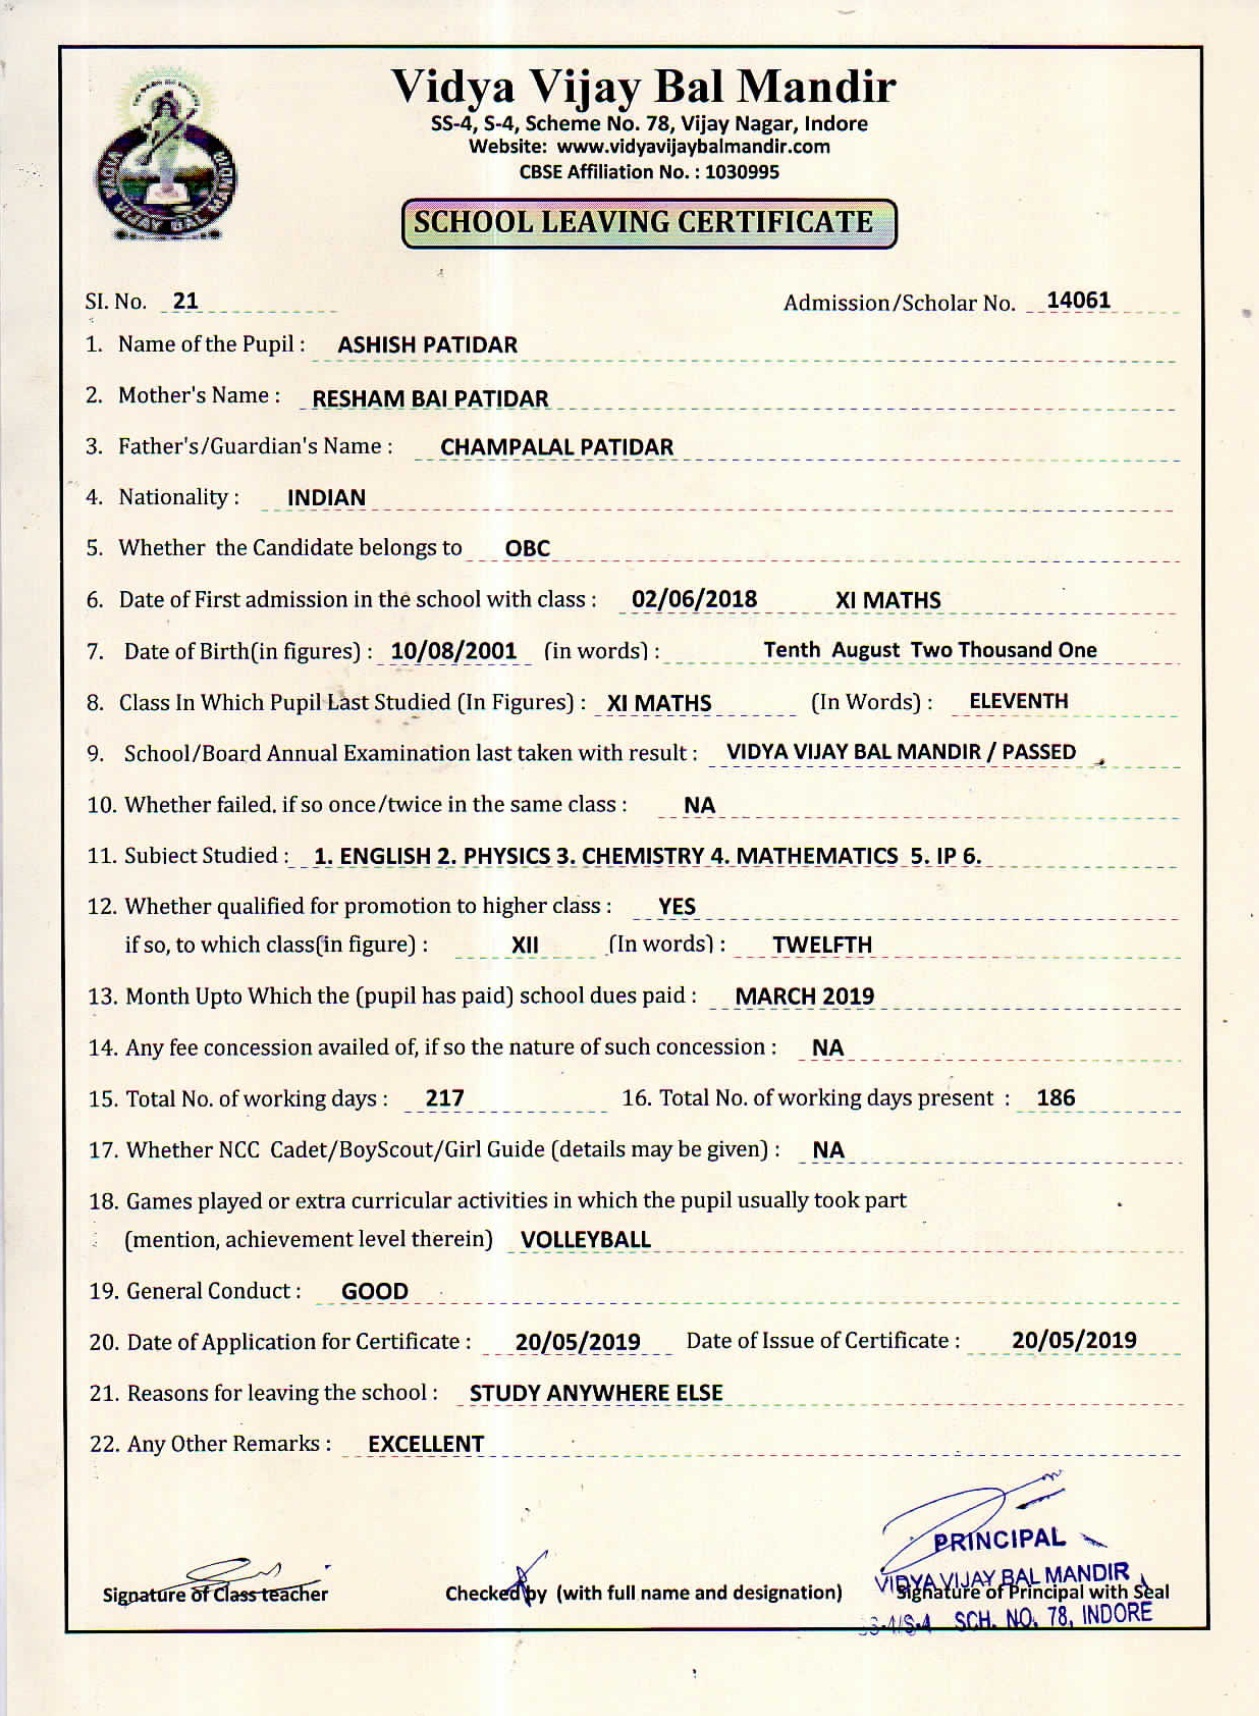 Vidya Vijay Bal Mandir
SS-4, S-4, Scheme No. 78, Vijay Nagar, Indore
Website: www.vidyavijaybalmandir.com
CBSE Affiliation No. : 1030995
VIDYA VIJAY BAL MANDIR
SCHOOL LEAVING CERTIFICATE
SI. No. 21 Admission/Scholar No. 14061
1. Name of the Pupil : ASHISH PATIDAR
2. Mother's Name : RESHAM BAI PATIDAR
3. Father's/Guardian's Name : CHAMPALAL PATIDAR
4. Nationality : INDIAN
5. Whether the Candidate belongs to OBC
6. Date of First admission in the school with class : 02/06/2018 XI MATHS
7. Date of Birth(in figures) : 10/08/2001 (in words) : Tenth August Two Thousand One
8. Class In Which Pupil Last Studied (In Figures) : XI MATHS (In Words) : ELEVENTH
9. School/Board Annual Examination last taken with result : VIDYA VIJAY BAL MANDIR / PASSED
10. Whether failed, if so once/twice in the same class : NA
11. Subject Studied : 1. ENGLISH 2. PHYSICS 3. CHEMISTRY 4. MATHEMATICS 5. IP 6.
12. Whether qualified for promotion to higher class : YES
if so, to which class(in figure) : XII (In words) : TWELFTH
13. Month Upto Which the (pupil has paid) school dues paid : MARCH 2019
14. Any fee concession availed of, if so the nature of such concession : NA
15. Total No. of working days : 217 16. Total No. of working days present : 186
17. Whether NCC Cadet/BoyScout/Girl Guide (details may be given) : NA
18. Games played or extra curricular activities in which the pupil usually took part
(mention, achievement level therein) VOLLEYBALL
19. General Conduct : GOOD
20. Date of Application for Certificate : 20/05/2019 Date of Issue of Certificate : 20/05/2019
21. Reasons for leaving the school : STUDY ANYWHERE ELSE
22. Any Other Remarks : EXCELLENT
PRINCIPAL
VIDYA VIJAY BAL MANDIR
Signature of Class teacher Checked by (with full name and designation) Signature of Principal with Seal
SS-4/S-4 SCH. NO. 78, INDORE